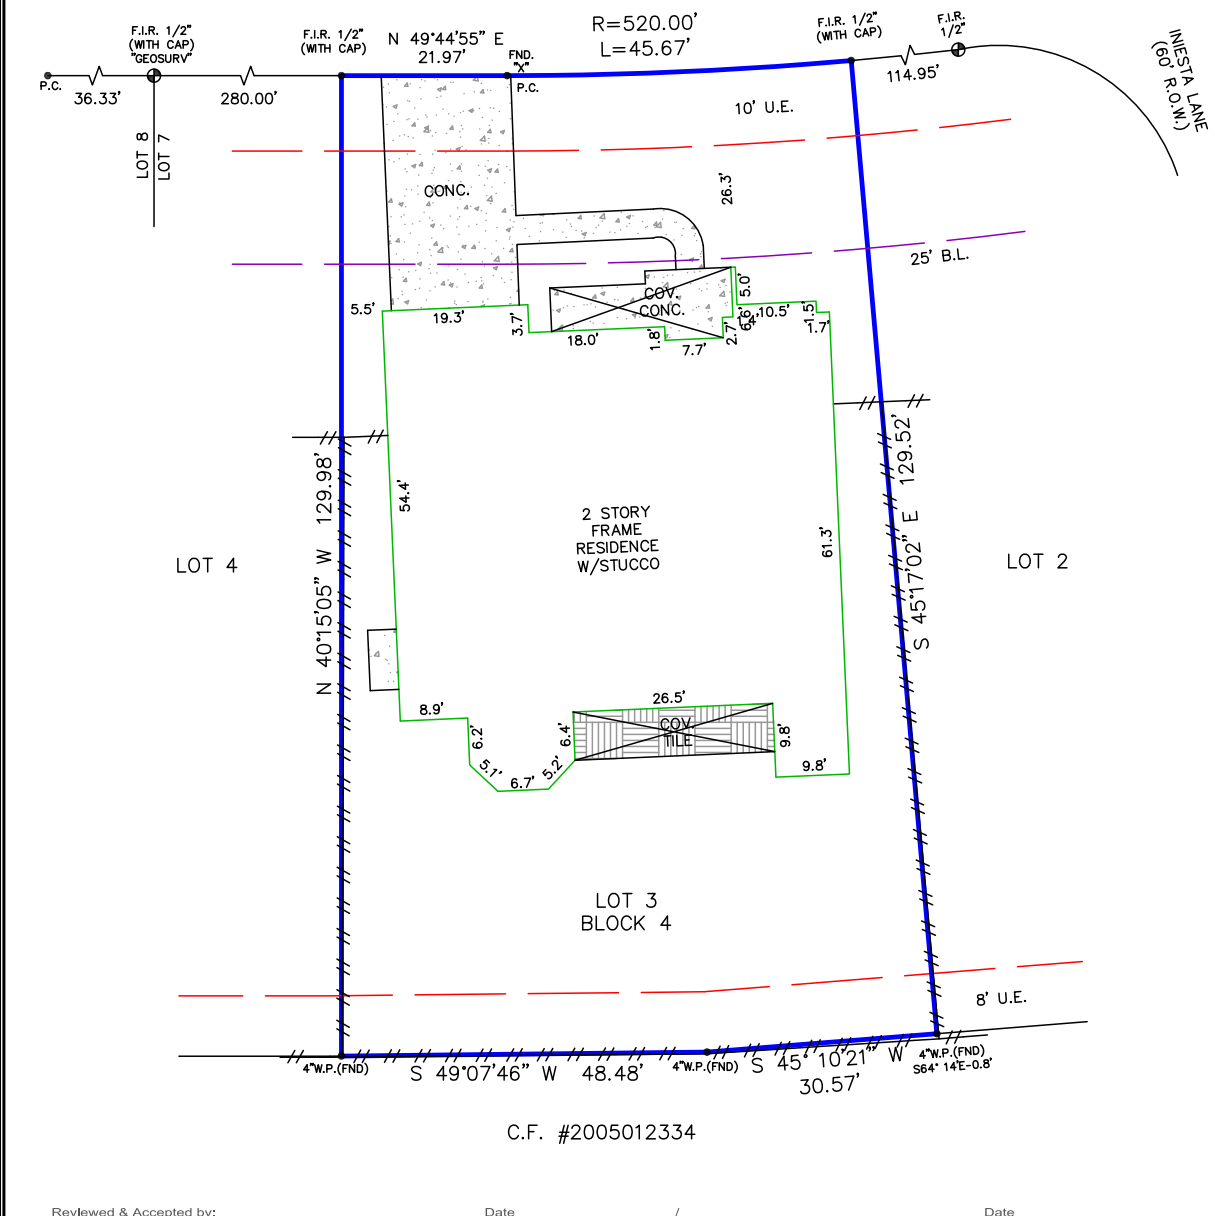 F.I.R. 1/2"
(WITH CAP)
"GEOSURV"
F.I.R. 1/2"
(WITH CAP)
N 49°44'55" E
21.97'
FND.
"X"
P.C.
R=520.00'
L=45.67'
F.I.R. 1/2"
(WITH CAP)
F.I.R.
1/2"
INIESTA LANE
(60' R.O.W.)
P.C.
36.33'
280.00'
114.95'
LOT 8
LOT 7
10' U.E.
CONC.
26.3'
25' B.L.
5.5'
19.3'
3.7'
COV.
CONC.
5.0'
6.6'
1.4'
10.5'
1.5'
1.7'
18.0'
1.8'
7.7'
2.7'
129.98'
N 40°15'05" W
54.4'
2 STORY
FRAME
RESIDENCE
W/STUCCO
61.3'
S 45°17'02" E 129.52'
LOT 4
LOT 2
8.9'
6.2'
5.1'
6.7'
5.2'
6.4'
26.5'
COV.
TILE
9.8'
9.8'
LOT 3
BLOCK 4
8' U.E.
4"W.P.(FND)
S 49°07'46" W 48.48'
4"W.P.(FND)
S 45°10'21" W
30.57'
4"W.P.(FND)
S64°14'E-0.8'
C.F. #2005012334
Reviewed & Accepted by: Date / Date